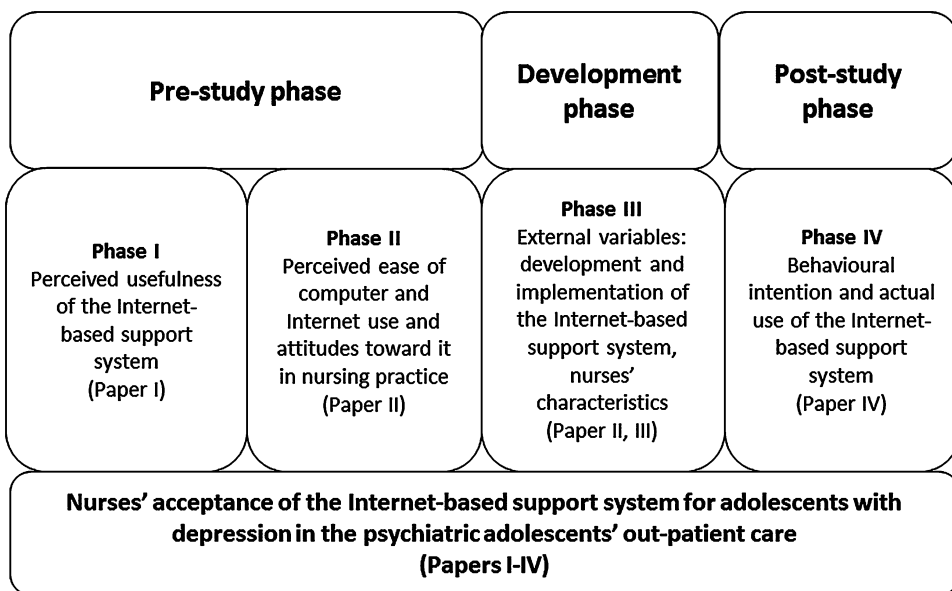 Pre-study phase
Development
phase
Post-study
phase
Phase I
Perceived usefulness
of the Internet-
based support
system
(Paper I)
Phase II
Perceived ease of
computer and
Internet use and
attitudes toward it
in nursing practice
(Paper II)
Phase III
External variables:
development and
implementation of
the Internet-based
support system,
nurses’
characteristics
(Paper II, III)
Phase IV
Behavioural
intention and actual
use of the Internet-
based support
system
(Paper IV)
Nurses’ acceptance of the Internet-based support system for adolescents with
depression in the psychiatric adolescents’ out-patient care
(Papers I-IV)